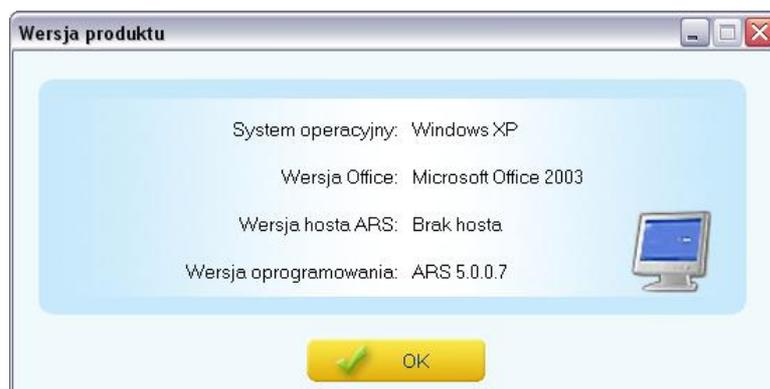 Wersja produktu
System operacyjny: Windows XP
Wersja Office: Microsoft Office 2003
Wersja hosta ARS: Brak hosta
Wersja oprogramowania: ARS 5.0.0.7
OK